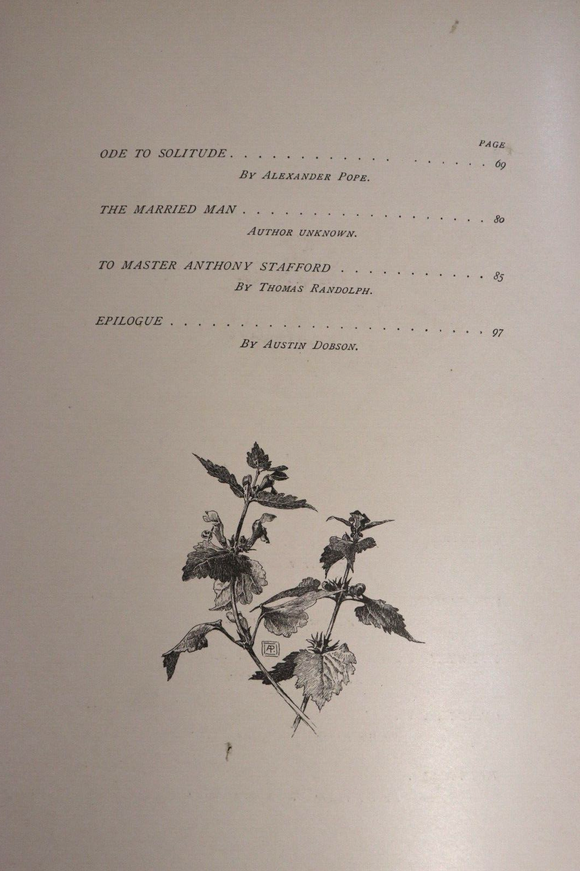 PAGE
ODE TO SOLITUDE . . . . . . . . . . . . . . . . 69
By Alexander Pope.
THE MARRIED MAN . . . . . . . . . . . . . . . . . . 80
Author unknown.
TO MASTER ANTHONY STAFFORD . . . . . . . . . . . 85
By Thomas Randolph.
EPILOGUE . . . . . . . . . . . . . . . . . . . . . . . 97
By Austin Dobson.
AP